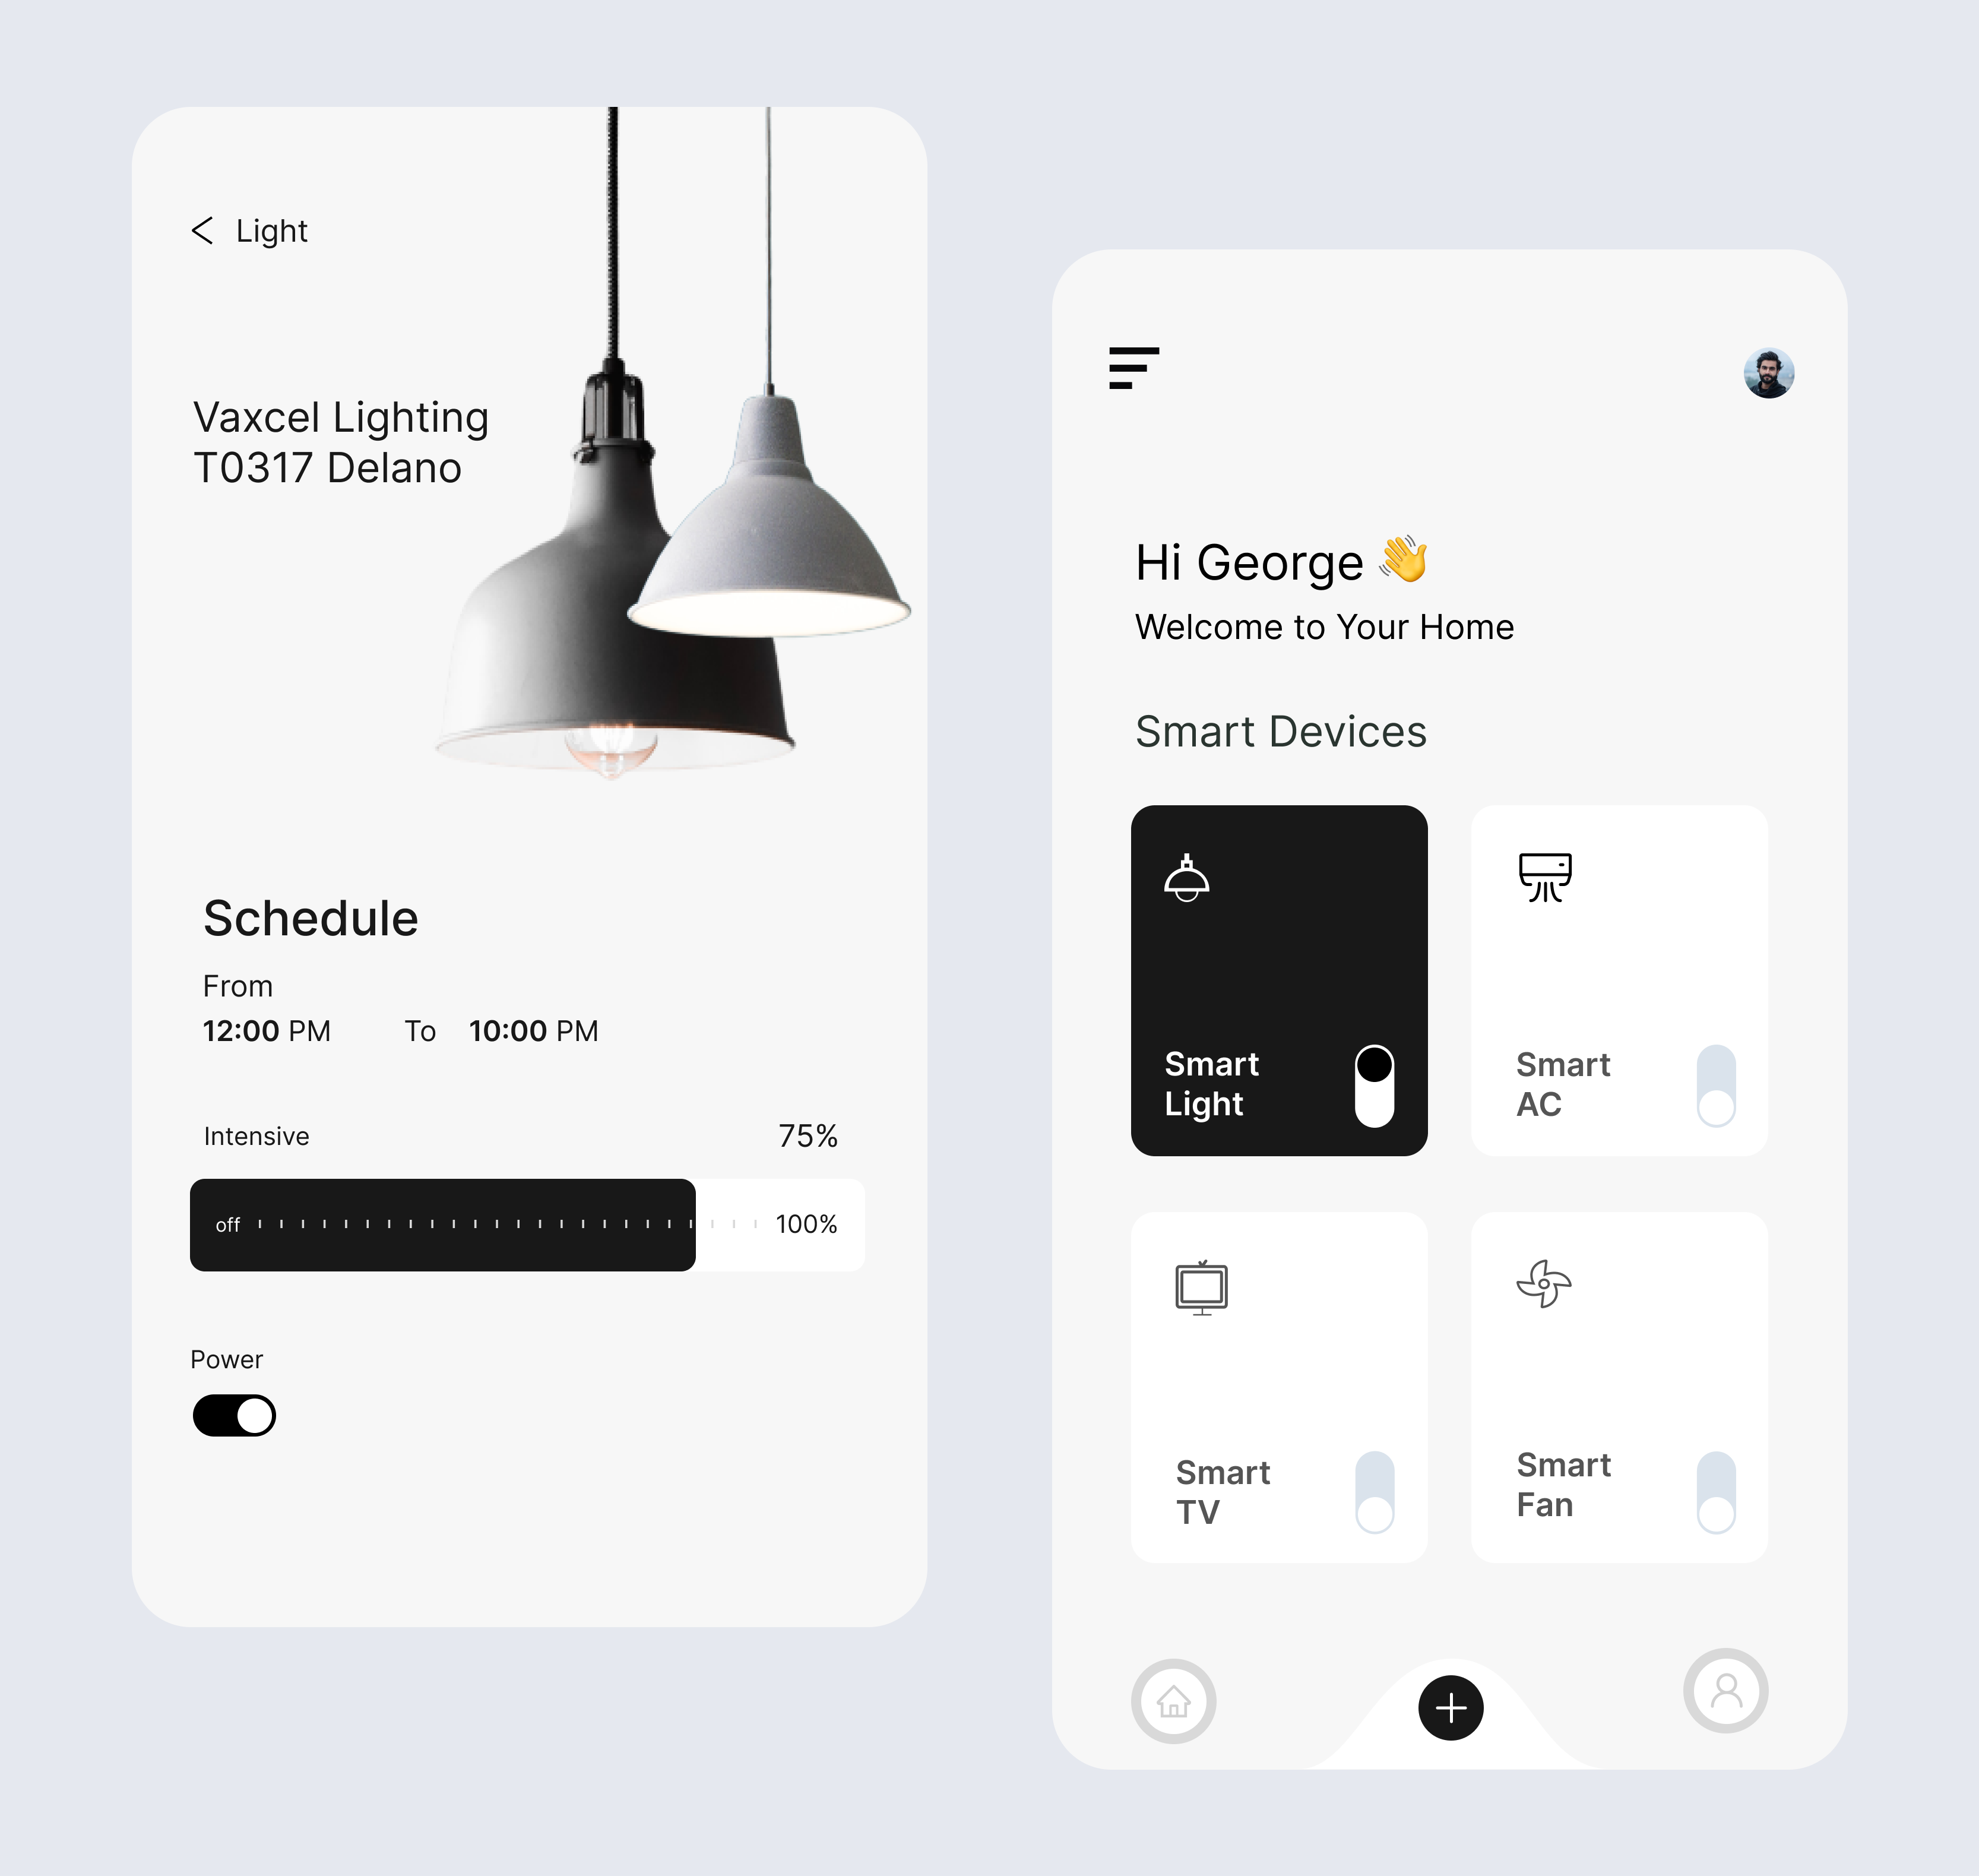 Light
Vaxcel Lighting
T0317 Delano
Schedule
From
12:00 PM To 10:00 PM
Intensive 75%
off 100%
Power
Hi George 👋
Welcome to Your Home
Smart Devices
Smart
Light
Smart
AC
Smart
TV
Smart
Fan